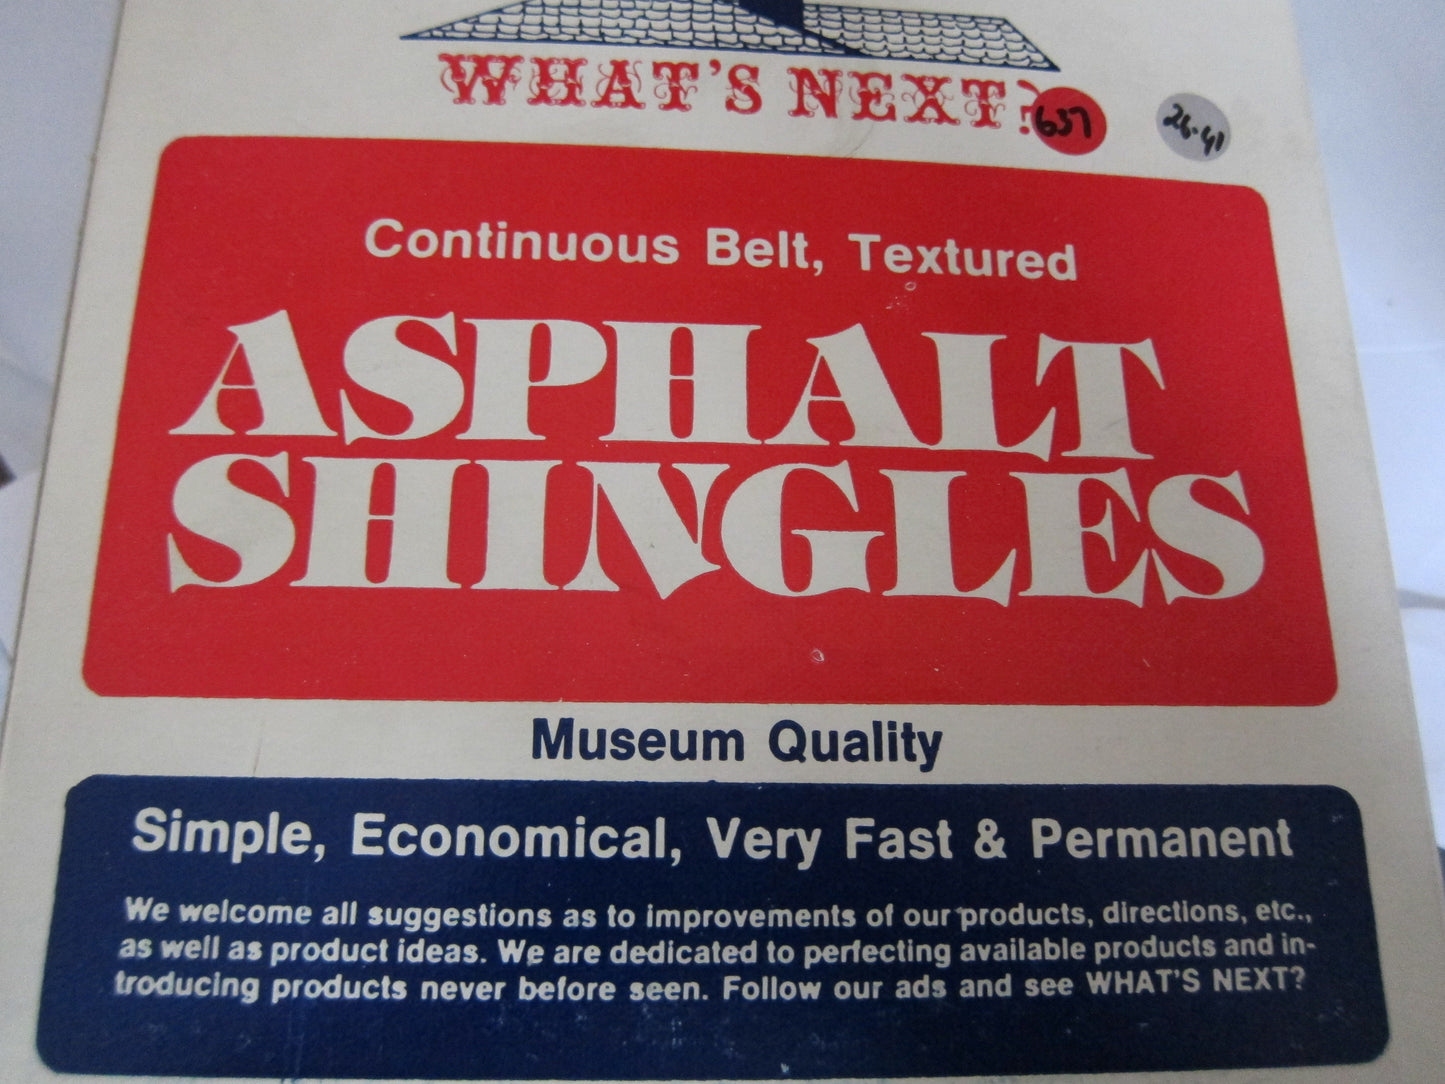 WHAT'S NEXT?
637
26-41
Continuous Belt, Textured
ASPHALT
SHINGLES
Museum Quality
Simple, Economical, Very Fast & Permanent
We welcome all suggestions as to improvements of our products, directions, etc.,
as well as product ideas. We are dedicated to perfecting available products and in-
troducing products never before seen. Follow our ads and see WHAT'S NEXT?